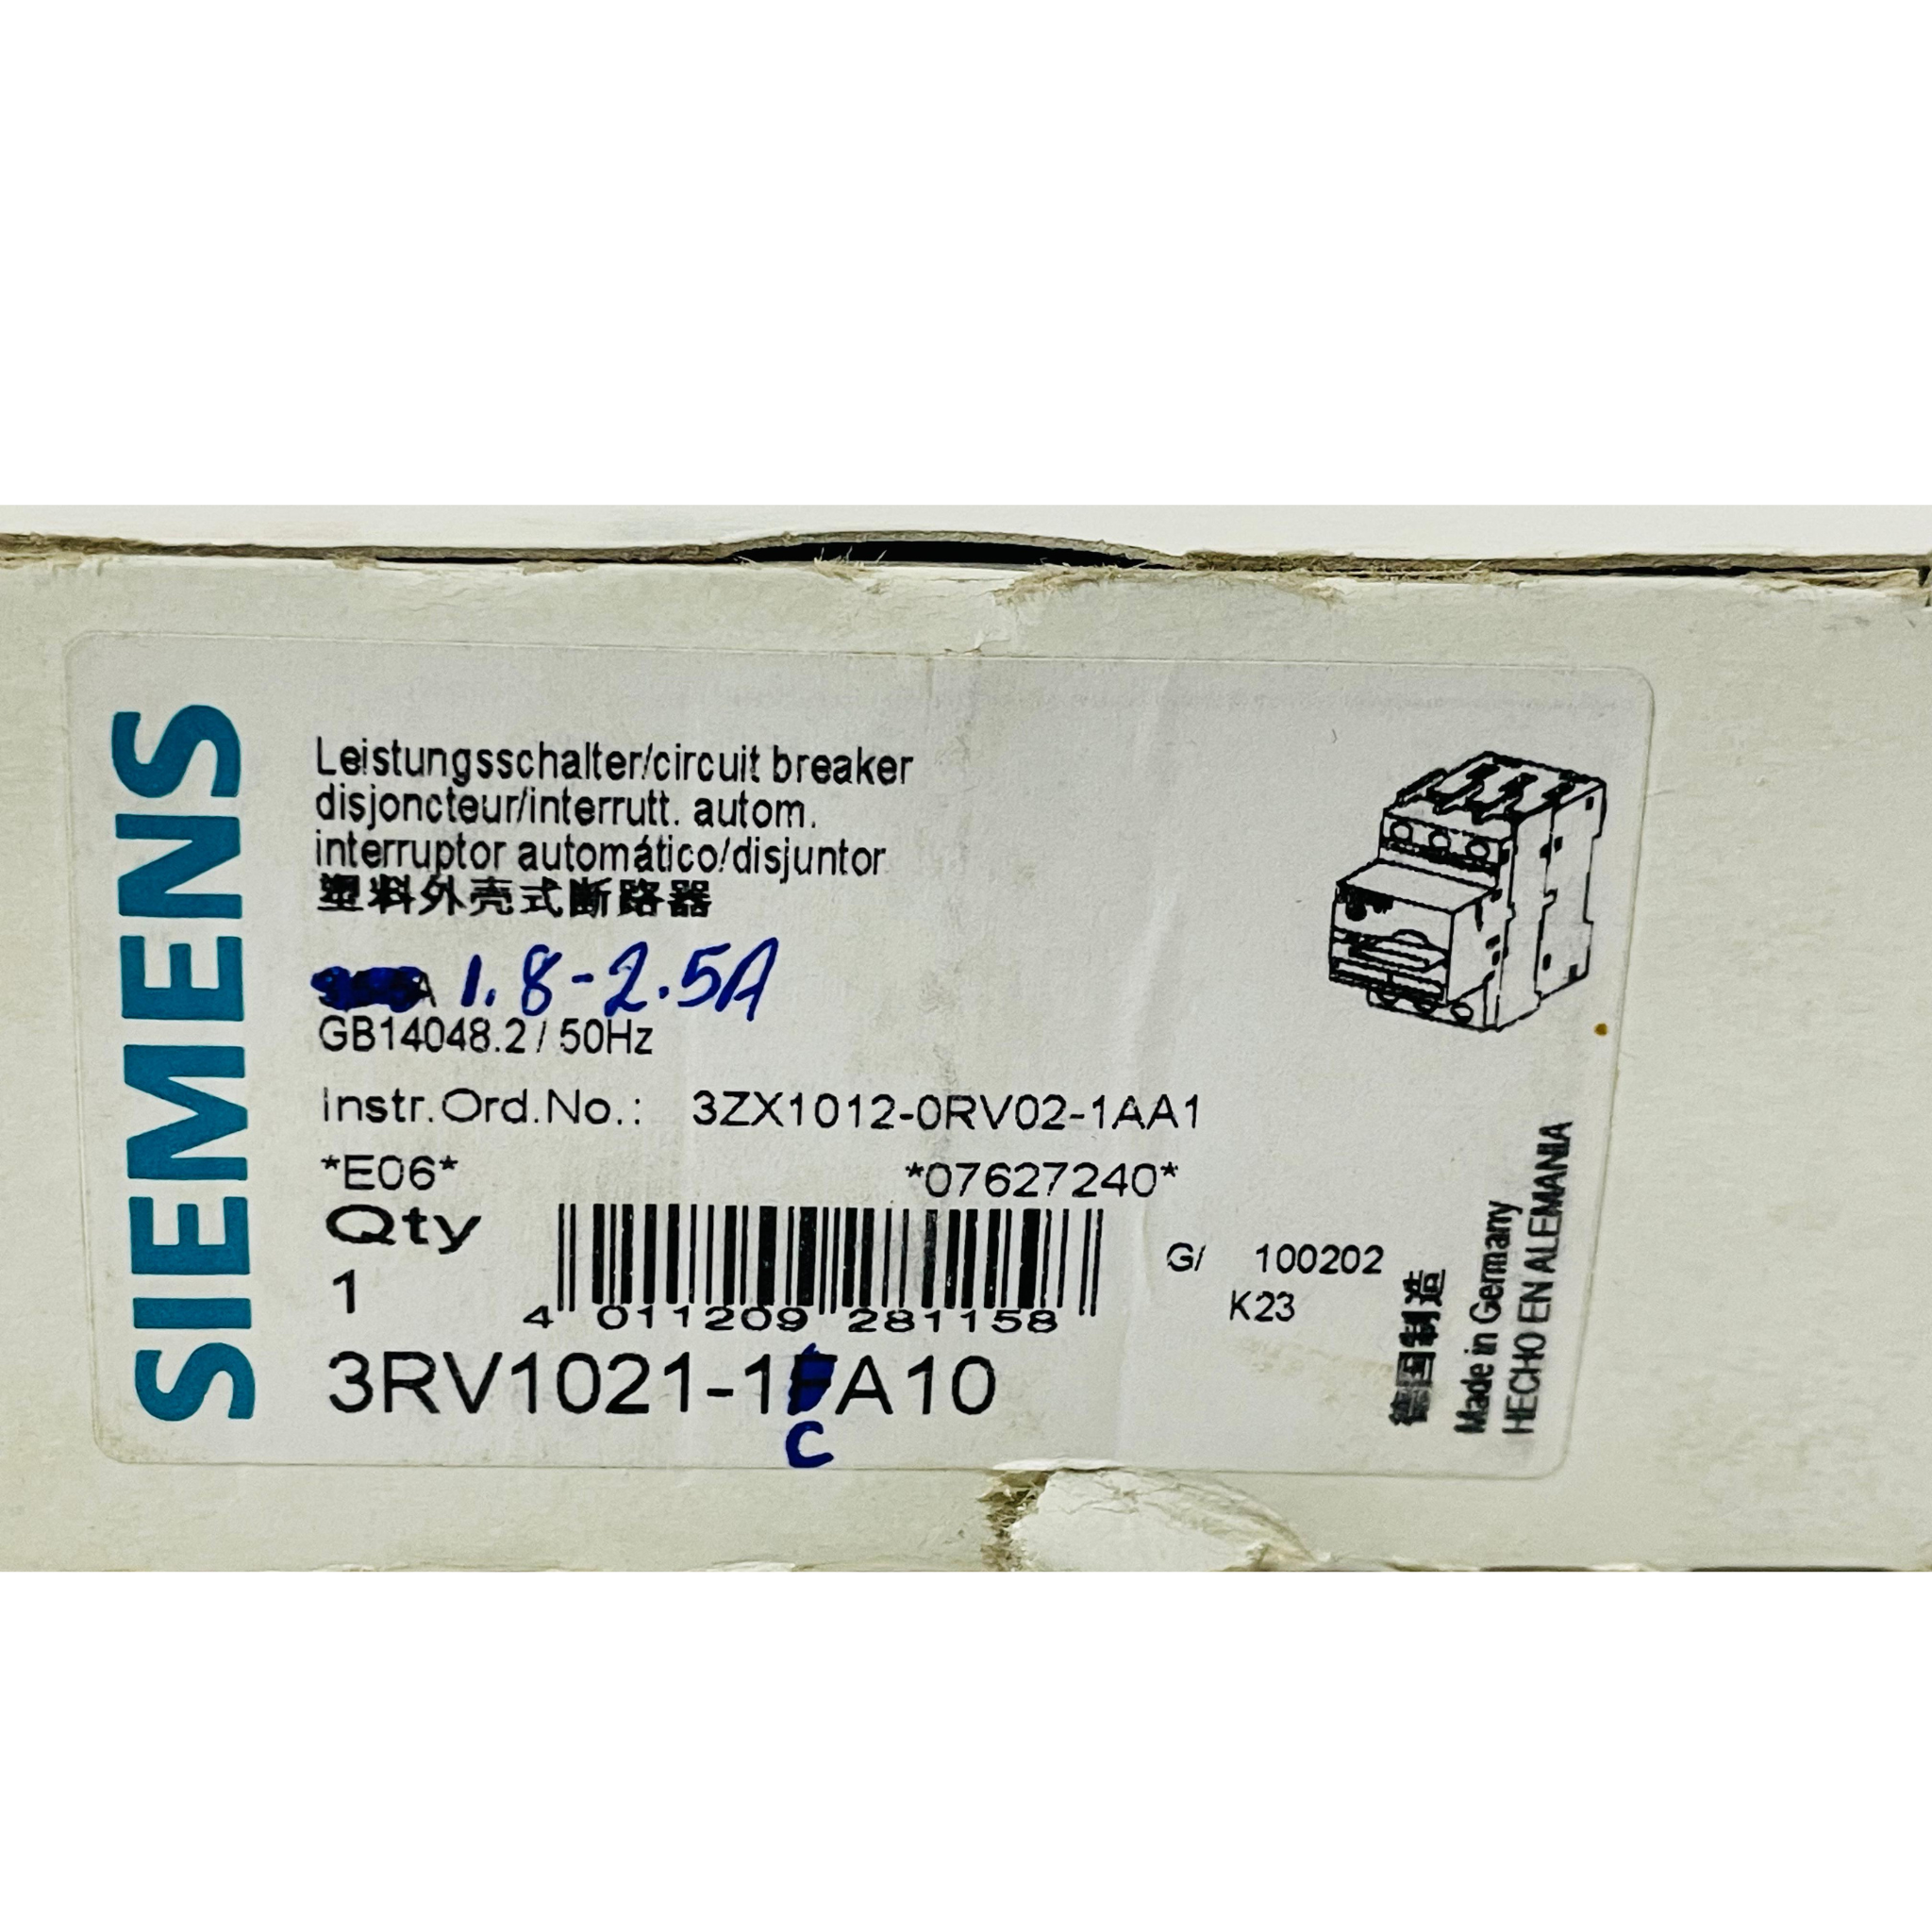 SIEMENS
Leistungsschalter/circuit breaker
disjoncteur/interrutt. autom.
interruptor automático/disjuntor
塑料外壳式断路器
A 1.8-2.5A
GB14048.2 / 50Hz
Instr.Ord.No.: 3ZX1012-0RV02-1AA1
*E06* *07627240*
Qty
1
4 011209 281158
G/ 100202
K23
3RV1021-1FA10
C
德国制造
Made in Germany
HECHO EN ALEMANIA